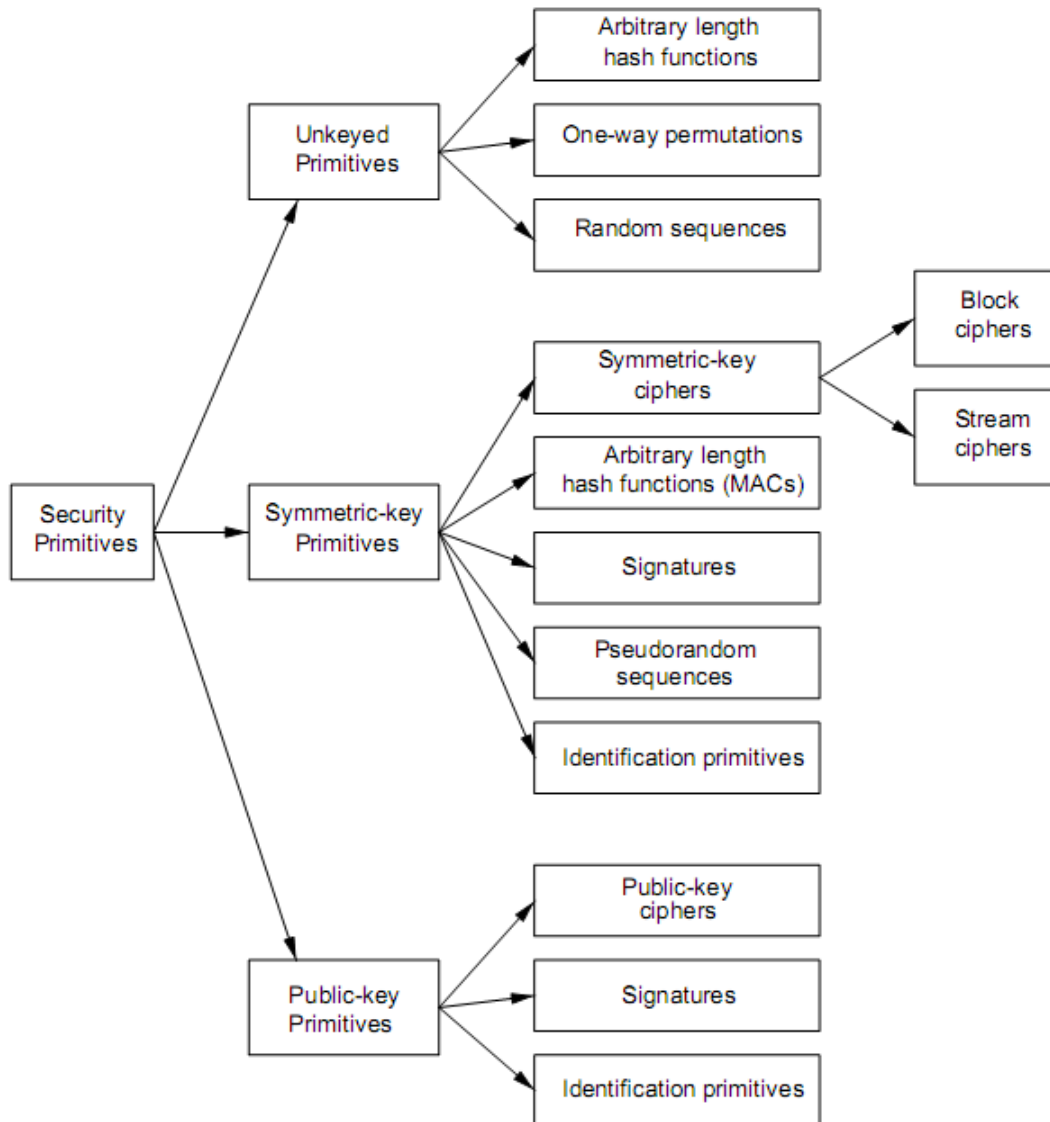 Arbitrary length
hash functions
Unkeyed
Primitives
One-way permutations
Random sequences
Block
ciphers
Symmetric-key
ciphers
Stream
ciphers
Arbitrary length
hash functions (MACs)
Security
Primitives
Symmetric-key
Primitives
Signatures
Pseudorandom
sequences
Identification primitives
Public-key
ciphers
Public-key
Primitives
Signatures
Identification primitives